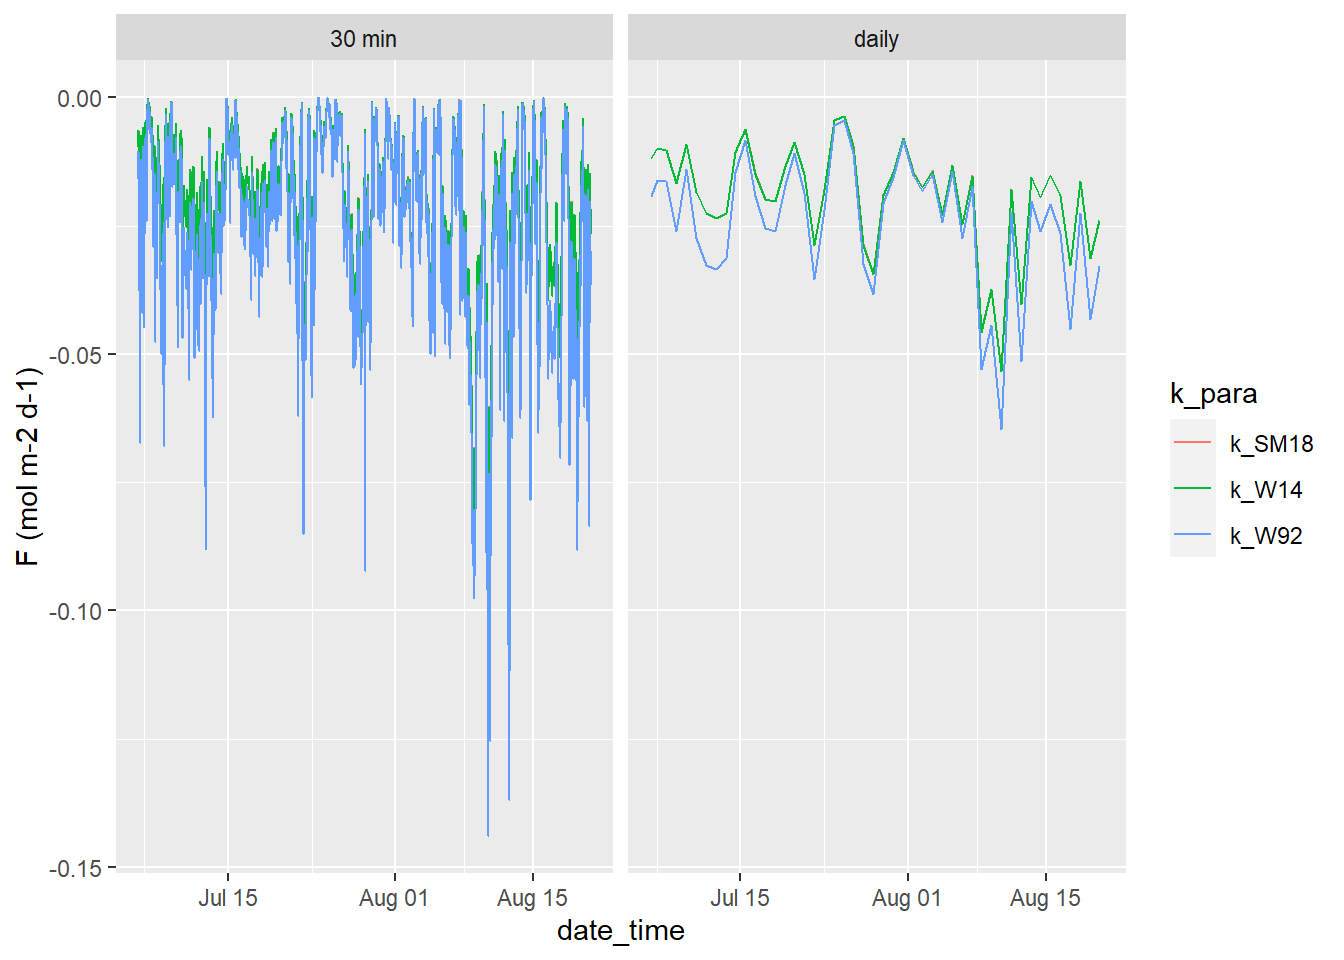 30 min
daily
0.00
-0.05
-0.10
-0.15
F (mol m-2 d-1)
Jul 15
Aug 01
Aug 15
Jul 15
Aug 01
Aug 15
date_time
k_para
k_SM18
k_W14
k_W92